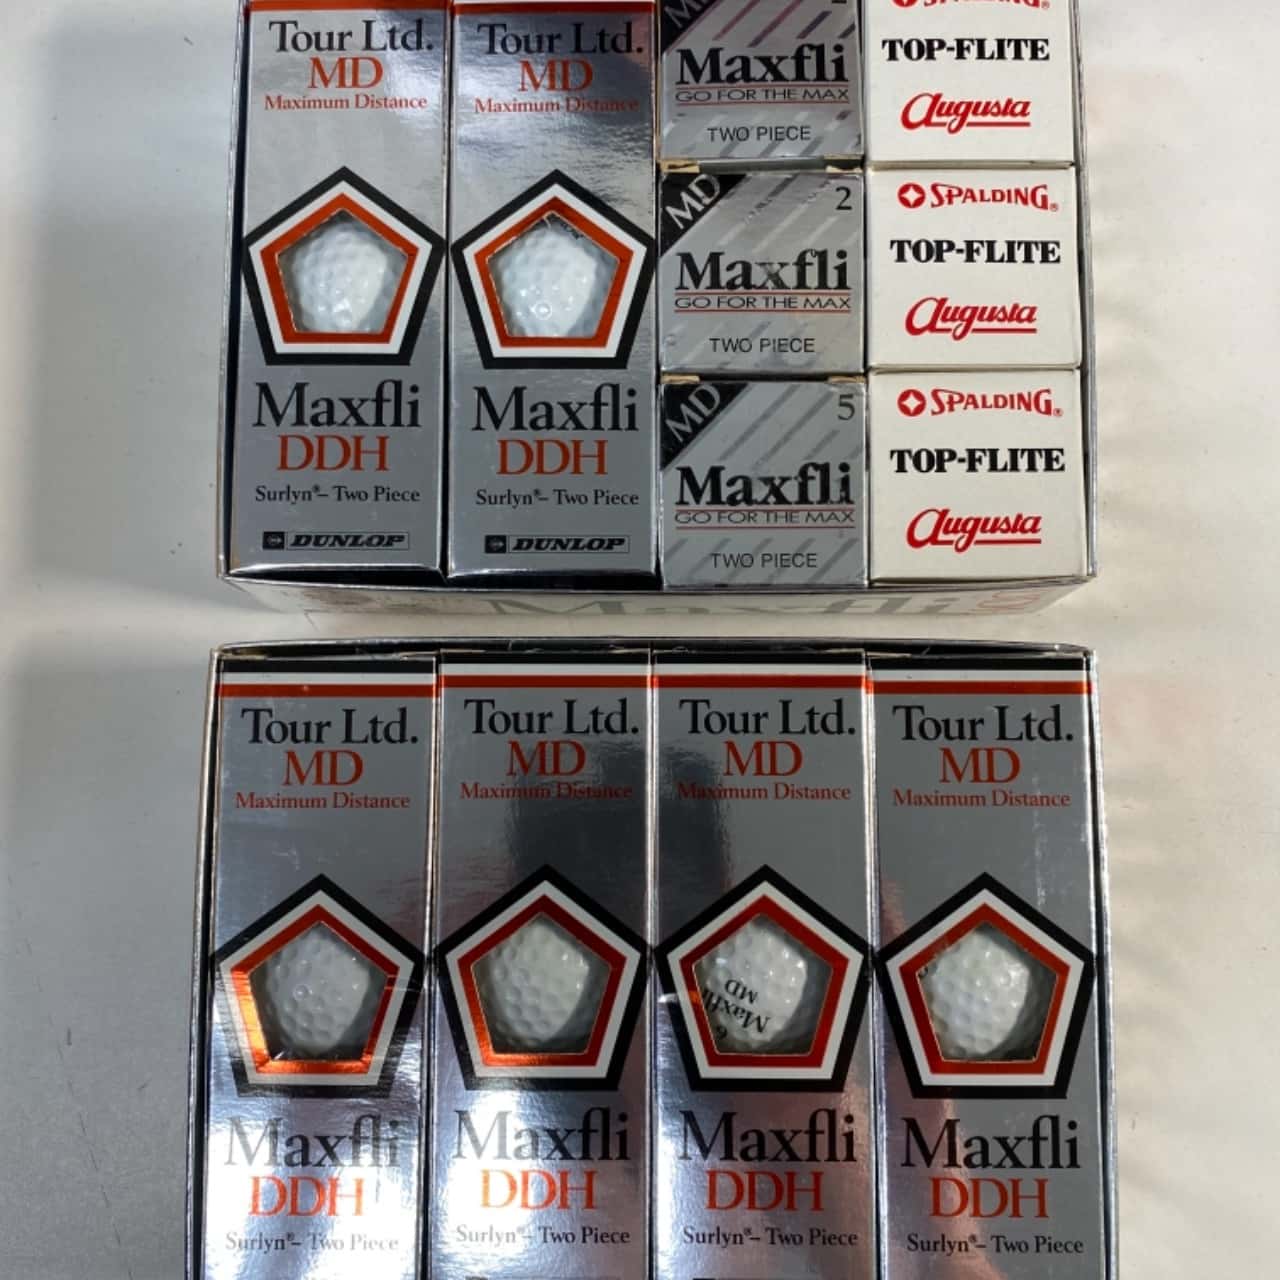 Tour Ltd.
MD
Maximum Distance
Maxfli
DDH
Surlyn®– Two Piece
DUNLOP
Tour Ltd.
MD
Maximum Distance
Maxfli
DDH
Surlyn®– Two Piece
DUNLOP
Maxfli
GO FOR THE MAX
TWO PIECE
MD
2
Maxfli
GO FOR THE MAX
TWO PIECE
MD
5
Maxfli
GO FOR THE MAX
TWO PIECE
SPALDING®
TOP-FLITE
Augusta
SPALDING®
TOP-FLITE
Augusta
SPALDING®
TOP-FLITE
Augusta
Maxfli
Tour Ltd.
MD
Maximum Distance
Maxfli
DDH
Surlyn®– Two Piece
Tour Ltd.
MD
Maximum Distance
Maxfli
DDH
Surlyn®– Two Piece
Tour Ltd.
MD
Maximum Distance
6
Maxfli
MD
Maxfli
DDH
Surlyn®– Two Piece
Tour Ltd.
MD
Maximum Distance
Maxfli
DDH
Surlyn®– Two Piece